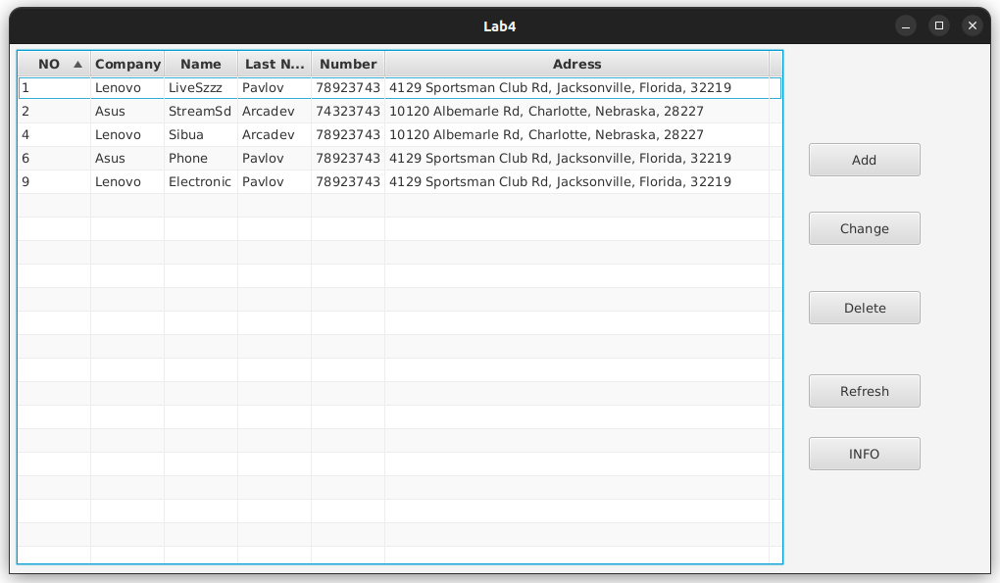 Lab4
NO Company Name Last N... Number Adress
1 Lenovo LiveSzzz Pavlov 78923743 4129 Sportsman Club Rd, Jacksonville, Florida, 32219
2 Asus StreamSd Arcadev 74323743 10120 Albemarle Rd, Charlotte, Nebraska, 28227
4 Lenovo Sibua Arcadev 78923743 10120 Albemarle Rd, Charlotte, Nebraska, 28227
6 Asus Phone Pavlov 78923743 4129 Sportsman Club Rd, Jacksonville, Florida, 32219
9 Lenovo Electronic Pavlov 78923743 4129 Sportsman Club Rd, Jacksonville, Florida, 32219
Add
Change
Delete
Refresh
INFO